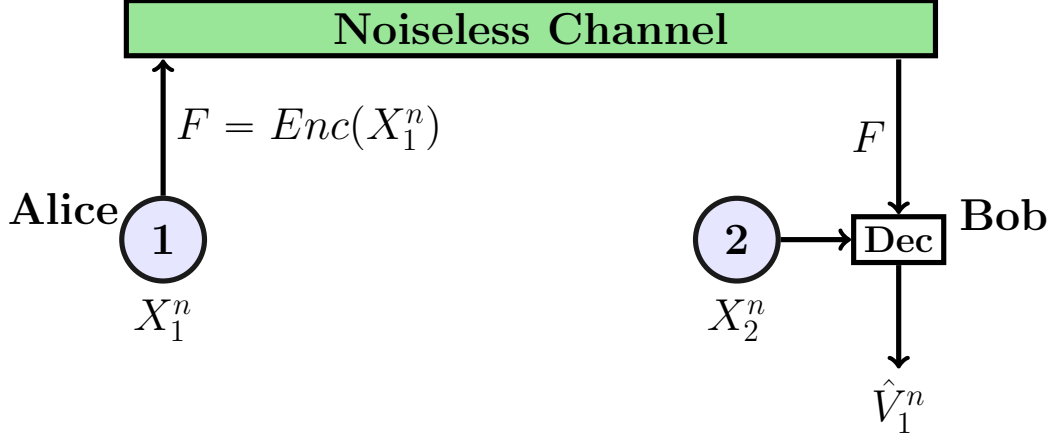 Noiseless Channel
F = Enc(X_1^n)
F
Alice
1
2
Dec
Bob
X_1^n
X_2^n
\hat{V}_1^n